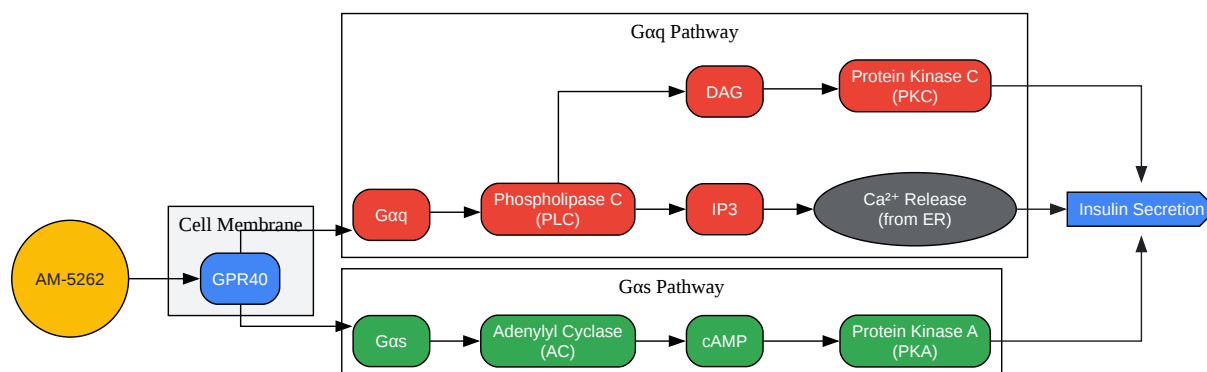 Gαq Pathway
DAG
Protein Kinase C
(PKC)
Gαq
Phospholipase C
(PLC)
IP3
Ca²⁺ Release
(from ER)
Insulin Secretion
Cell Membrane
AM-5262
GPR40
Gαs Pathway
Gαs
Adenylyl Cyclase
(AC)
cAMP
Protein Kinase A
(PKA)